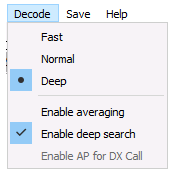 Decode Save Help
Fast
Normal
Deep
Enable averaging
Enable deep search
Enable AP for DX Call